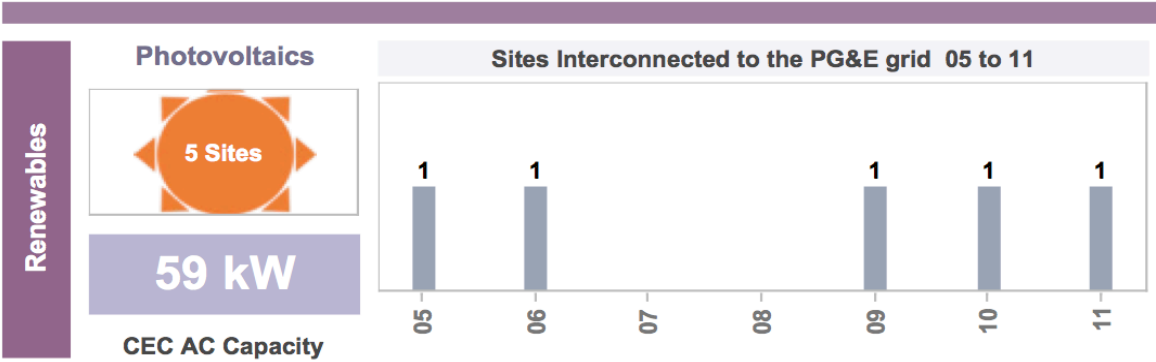 Renewables
Photovoltaics
5 Sites
59 kW
CEC AC Capacity
Sites Interconnected to the PG&E grid 05 to 11
1 1 1 1 1
05 06 07 08 09 10 11